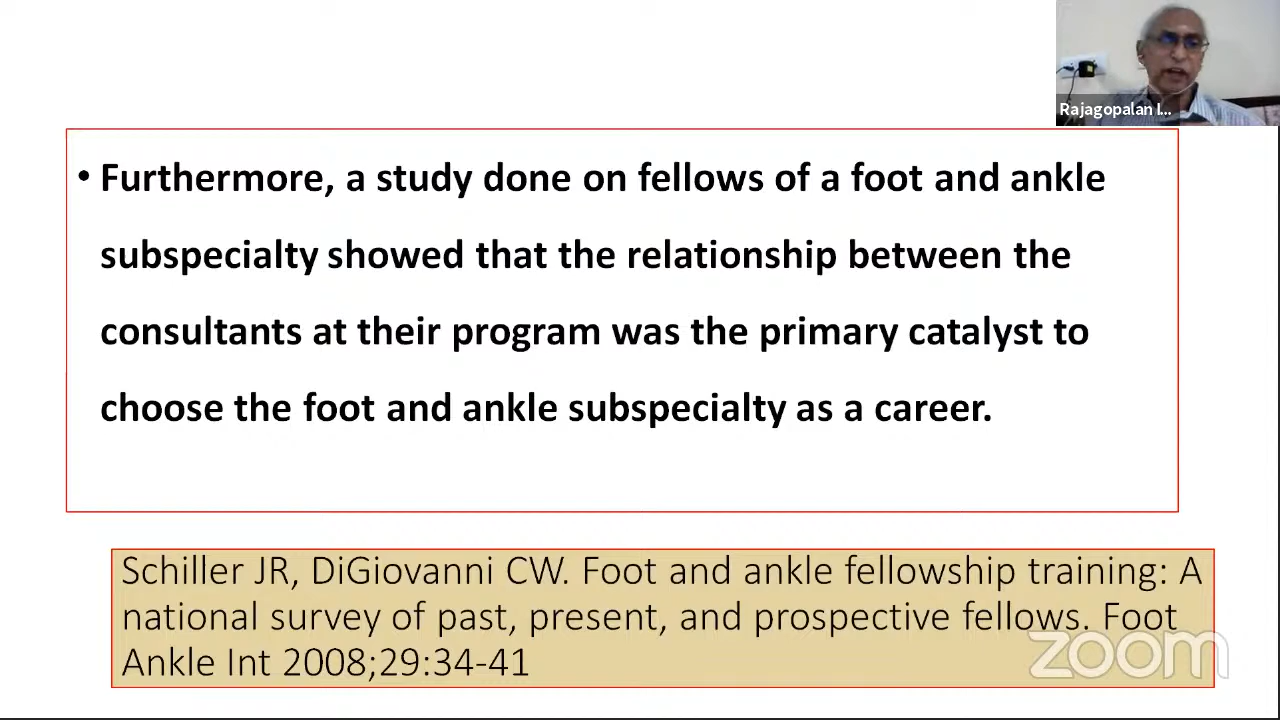 Rajagopalan I...
• Furthermore, a study done on fellows of a foot and ankle
subspecialty showed that the relationship between the
consultants at their program was the primary catalyst to
choose the foot and ankle subspecialty as a career.
Schiller JR, DiGiovanni CW. Foot and ankle fellowship training: A
national survey of past, present, and prospective fellows. Foot
Ankle Int 2008;29:34-41
zoom